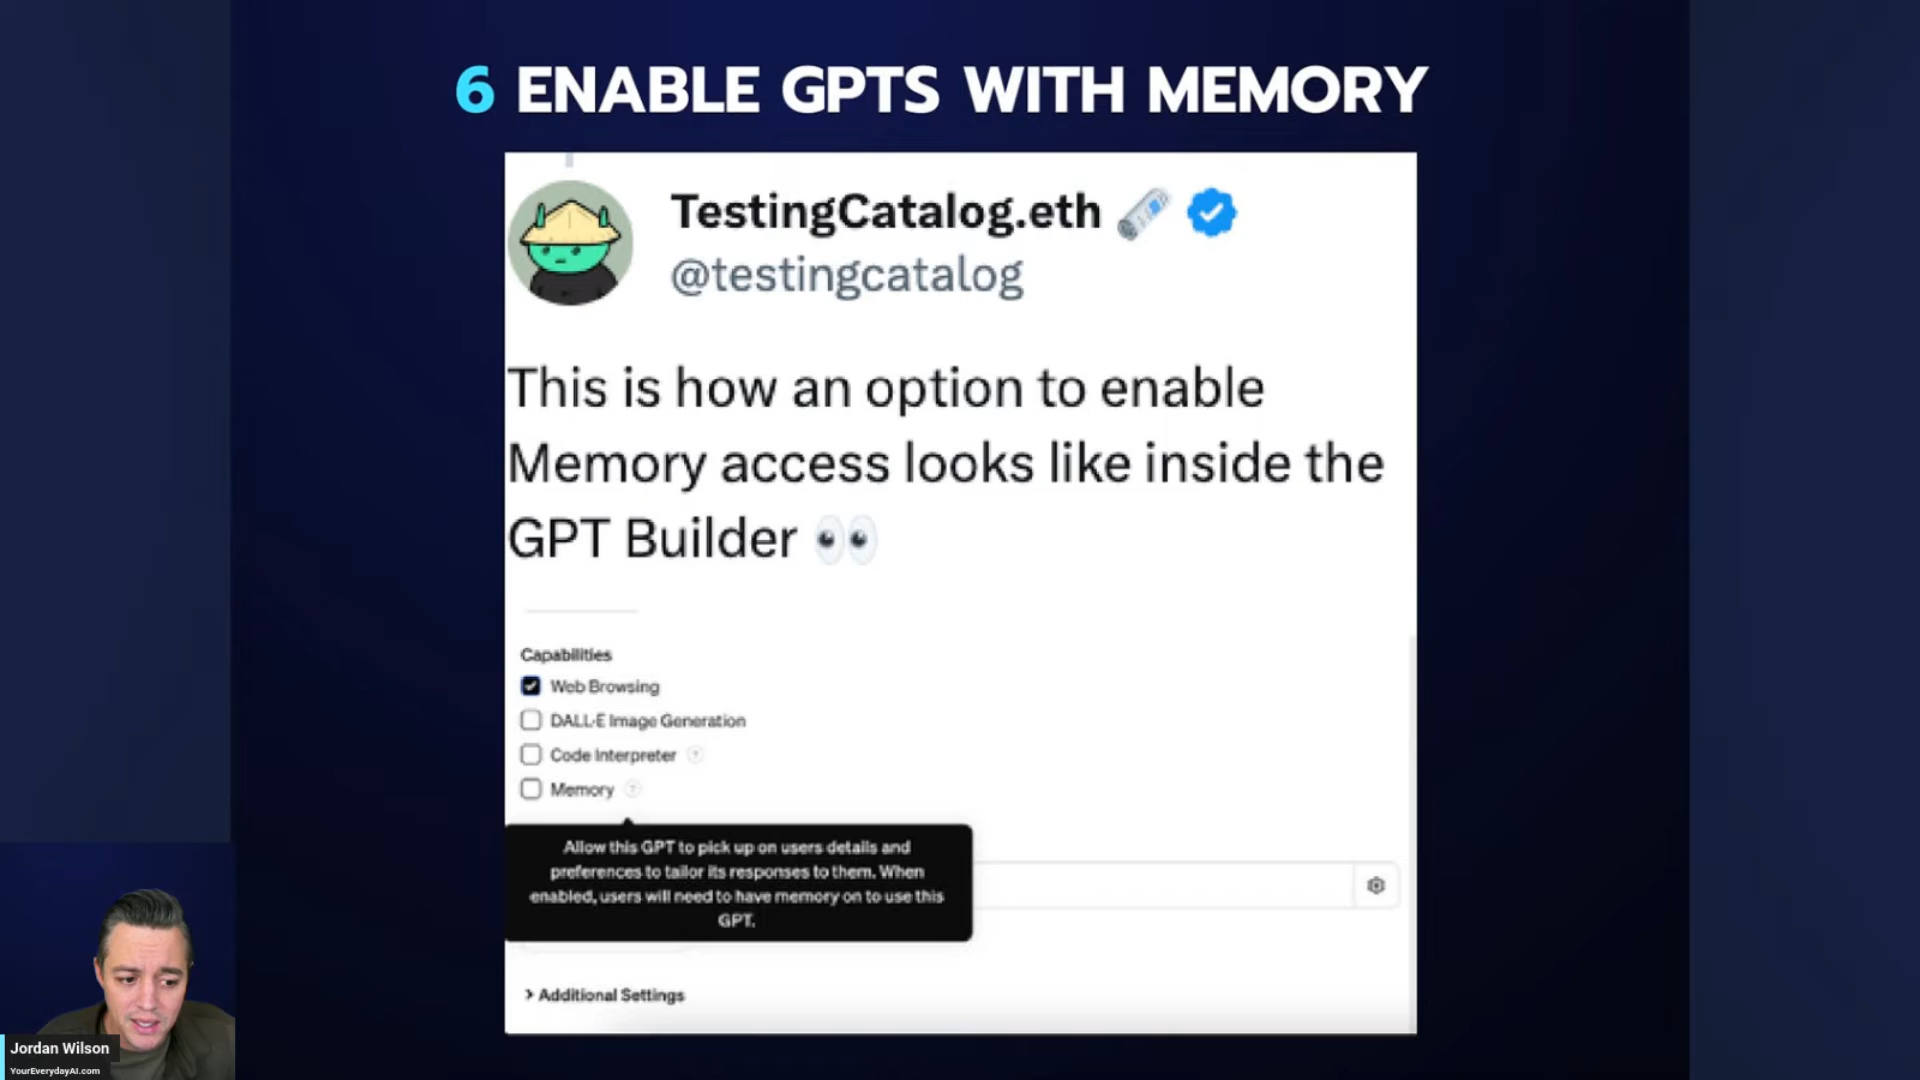 6 ENABLE GPTS WITH MEMORY
TestingCatalog.eth
@testingcatalog
This is how an option to enable
Memory access looks like inside the
GPT Builder 👀
Capabilities
Web Browsing
DALL·E Image Generation
Code Interpreter ?
Memory ?
Allow this GPT to pick up on users details and
preferences to tailor its responses to them. When
enabled, users will need to have memory on to use this
GPT.
> Additional Settings
Jordan Wilson
YourEverydayAI.com